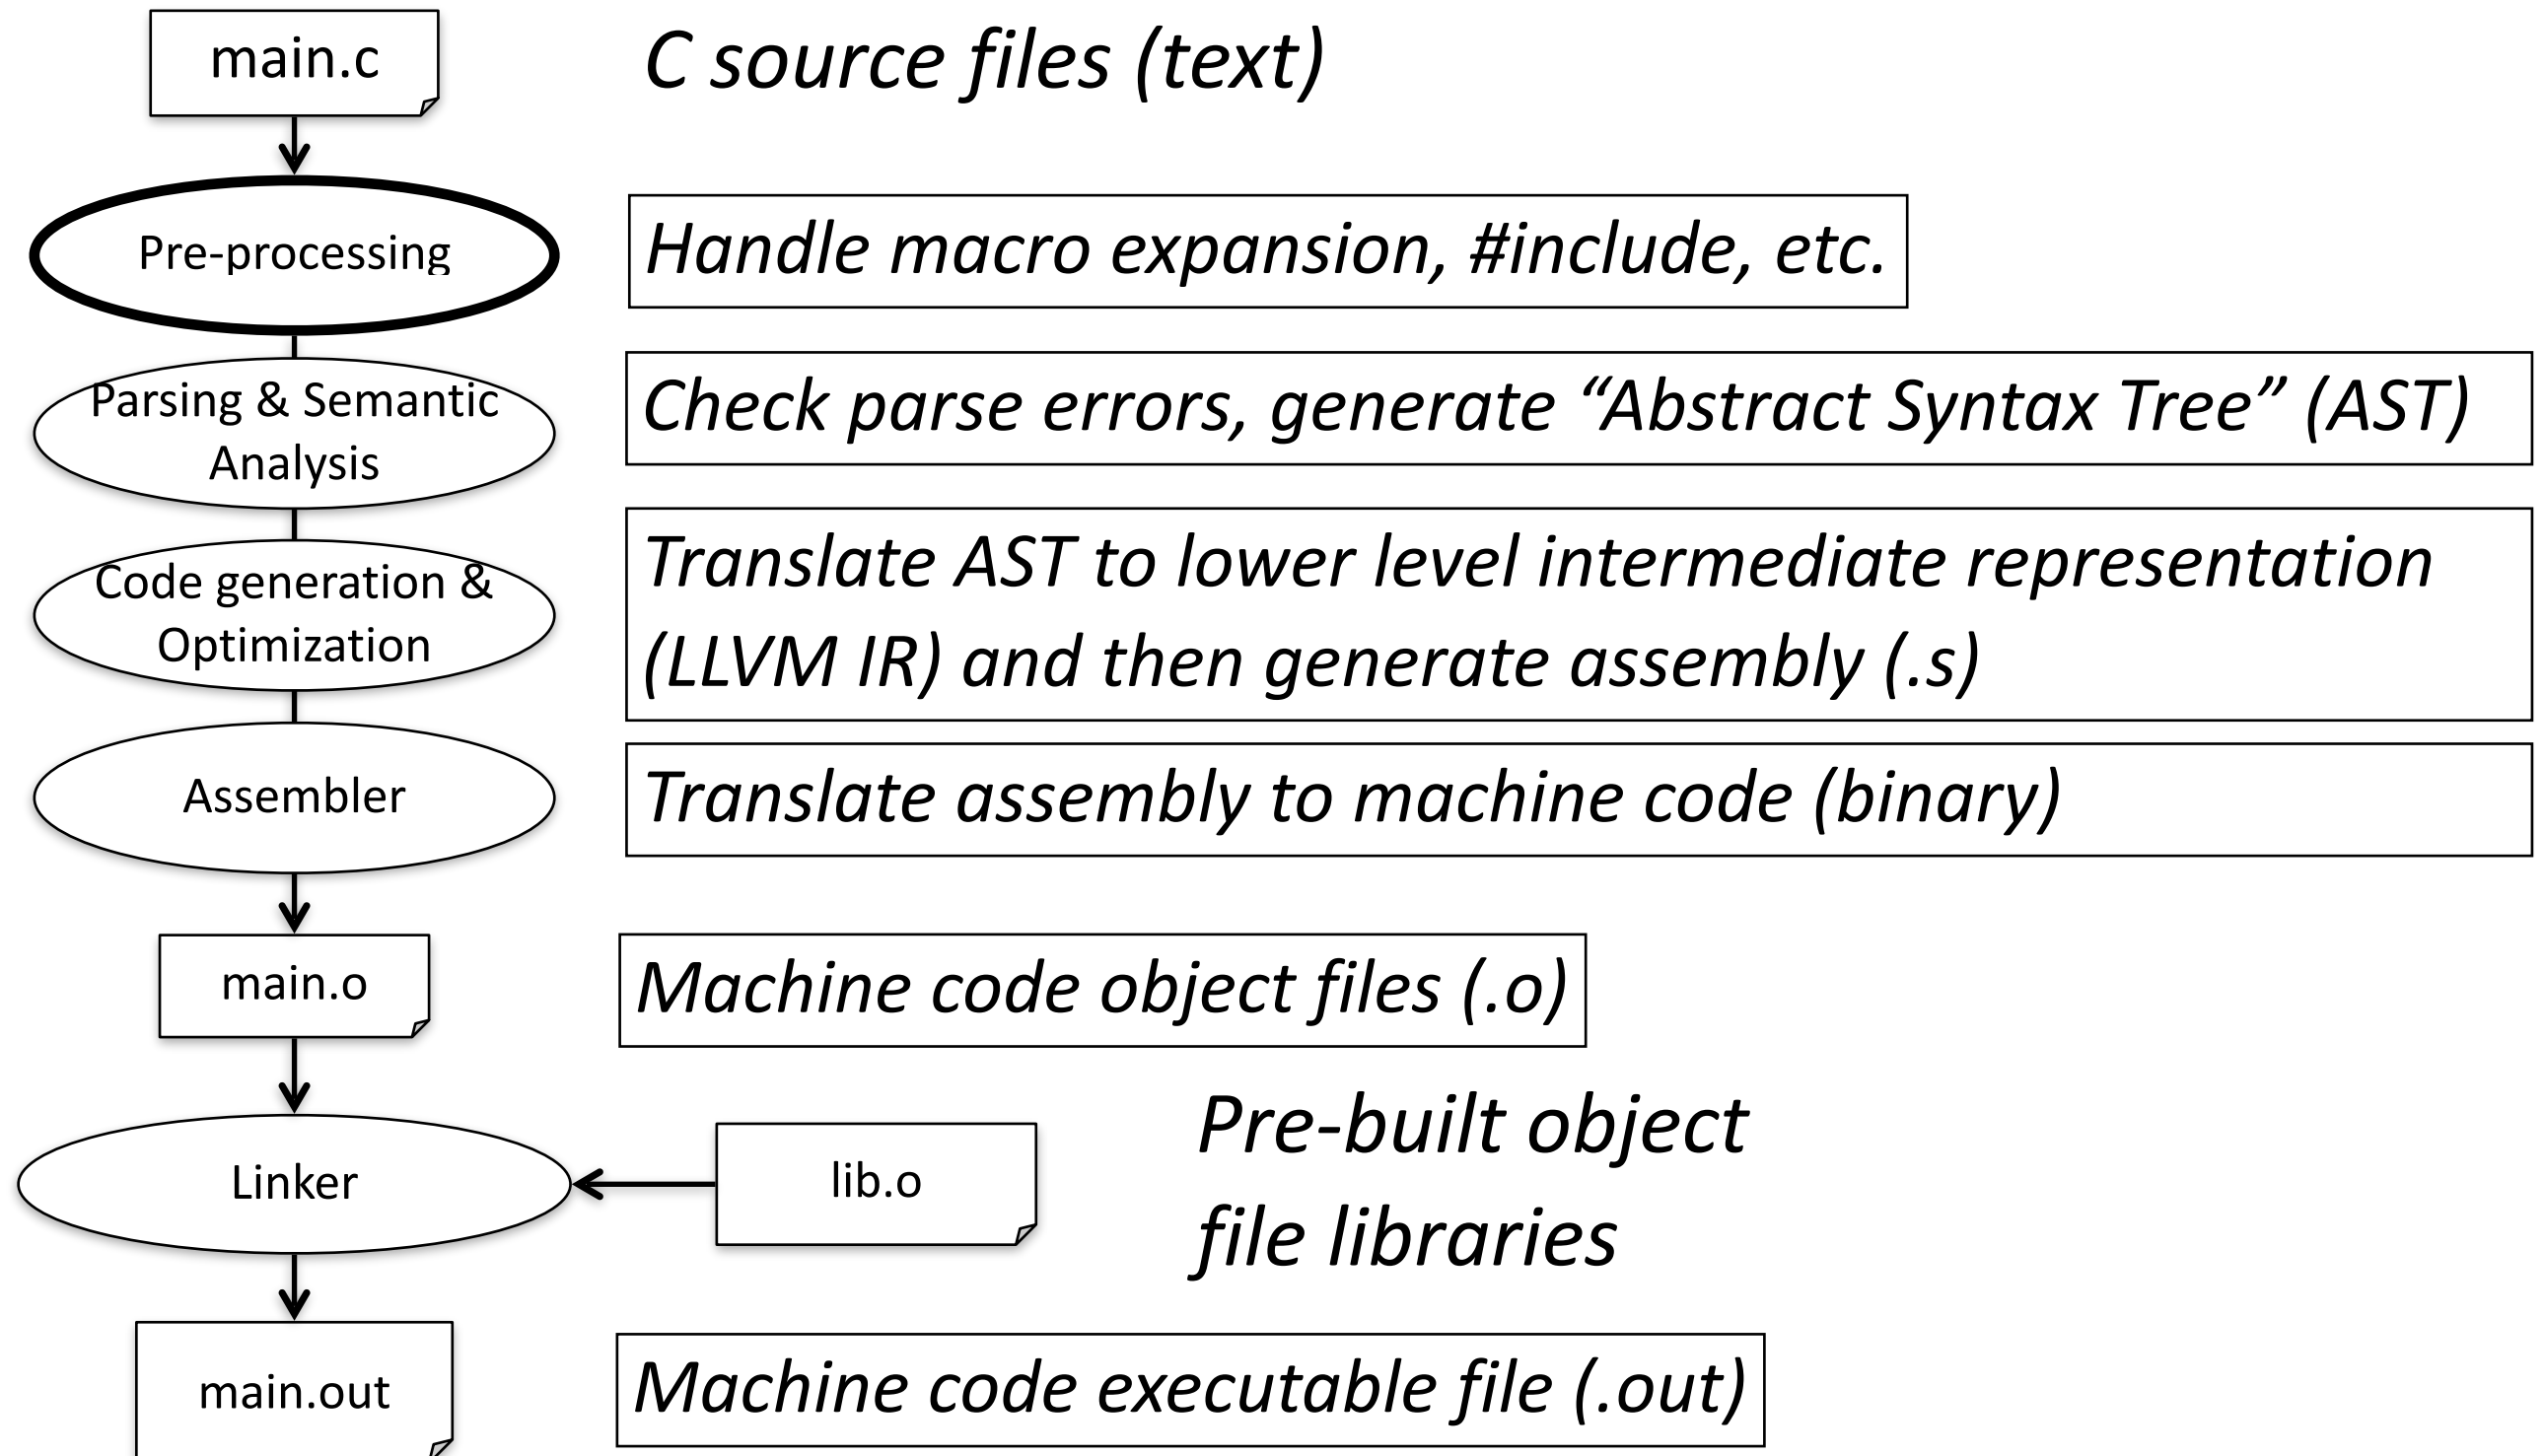 main.c
C source files (text)
Pre-processing
Handle macro expansion, #include, etc.
Parsing & Semantic
Analysis
Check parse errors, generate “Abstract Syntax Tree” (AST)
Code generation &
Optimization
Translate AST to lower level intermediate representation
(LLVM IR) and then generate assembly (.s)
Assembler
Translate assembly to machine code (binary)
main.o
Machine code object files (.o)
Linker
lib.o
Pre-built object
file libraries
main.out
Machine code executable file (.out)